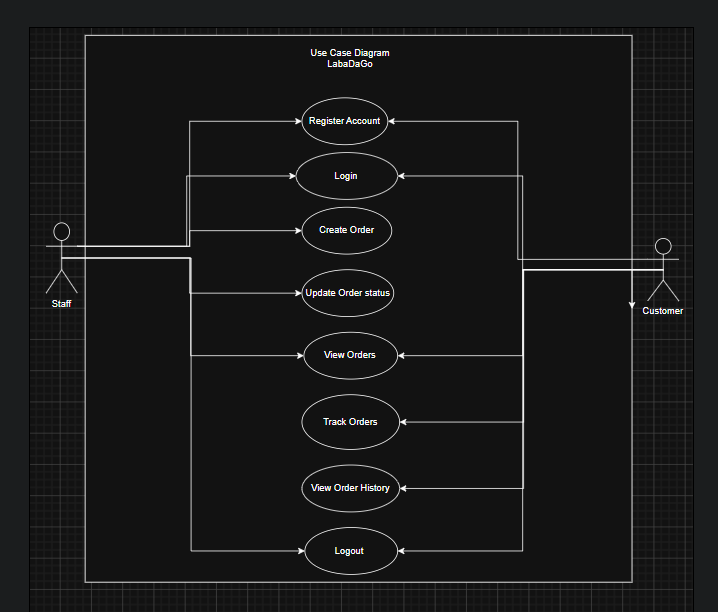 Use Case Diagram
LabaDaGo
Register Account
Login
Create Order
Staff
Update Order status
Customer
View Orders
Track Orders
View Order History
Logout